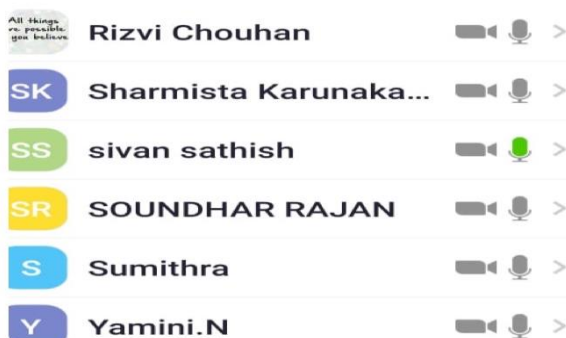 All things
are possible
you believe
Rizvi Chouhan
SK Sharmista Karunaka...
SS sivan sathish
SR SOUNDHAR RAJAN
S Sumithra
Y Yamini.N